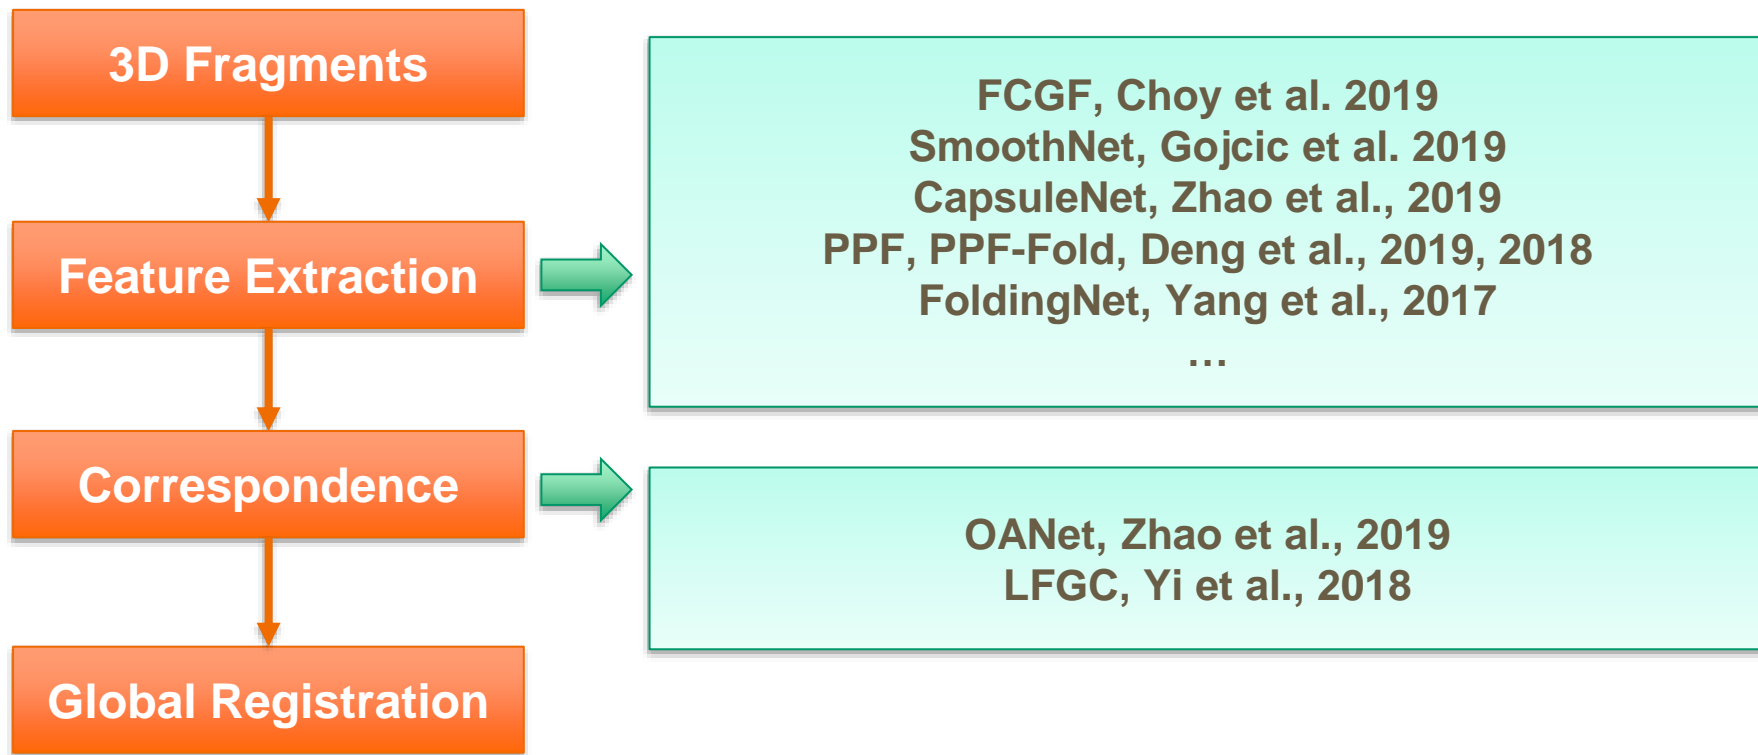 3D Fragments
FCGF, Choy et al. 2019
SmoothNet, Gojcic et al. 2019
CapsuleNet, Zhao et al., 2019
PPF, PPF-Fold, Deng et al., 2019, 2018
FoldingNet, Yang et al., 2017
...
Feature Extraction
Correspondence
OANet, Zhao et al., 2019
LFGC, Yi et al., 2018
Global Registration